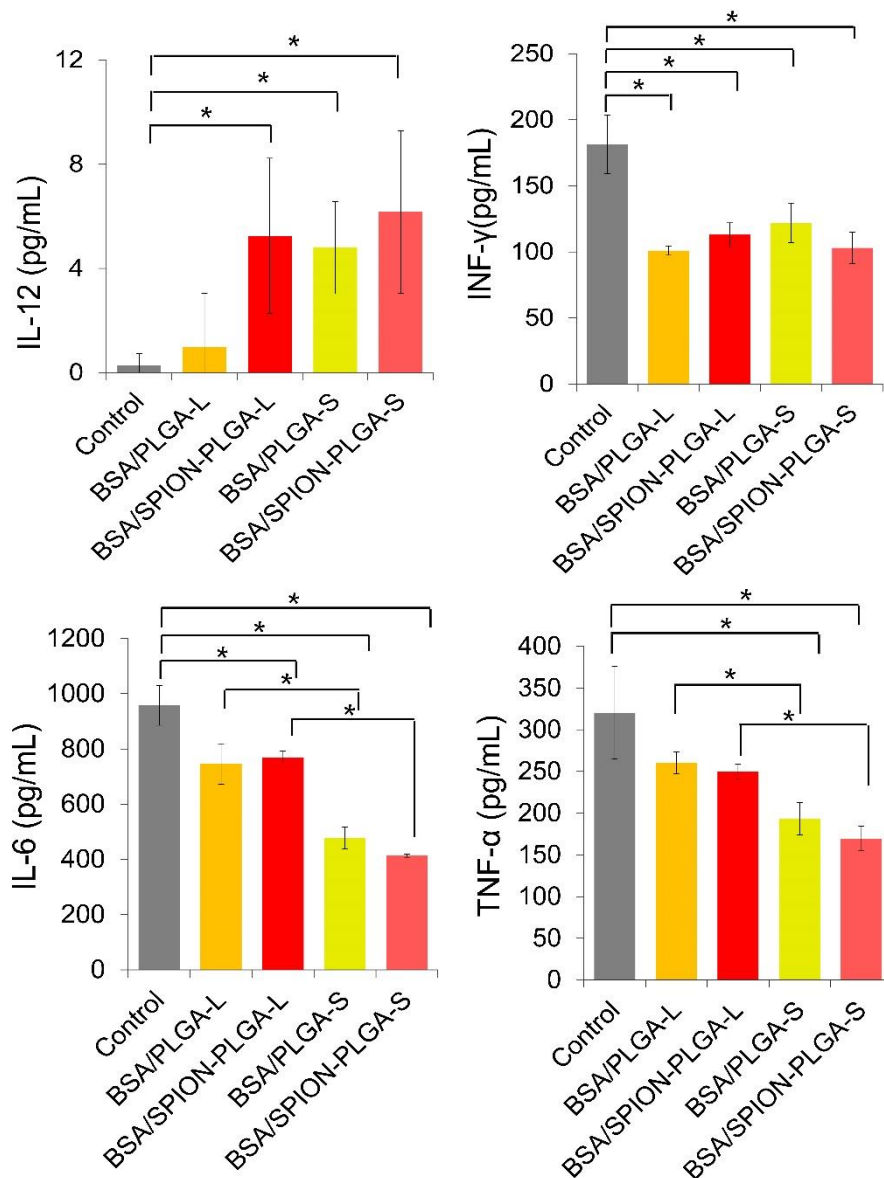 IL-12 (pg/mL)
12
8
4
0
*
*
*
Control
BSA/PLGA-L
BSA/SPION-PLGA-L
BSA/PLGA-S
BSA/SPION-PLGA-S
INF-γ(pg/mL)
250
200
150
100
50
0
*
*
*
*
Control
BSA/PLGA-L
BSA/SPION-PLGA-L
BSA/PLGA-S
BSA/SPION-PLGA-S
IL-6 (pg/mL)
1200
1000
800
600
400
200
0
*
*
*
*
*
Control
BSA/PLGA-L
BSA/SPION-PLGA-L
BSA/PLGA-S
BSA/SPION-PLGA-S
TNF-α (pg/mL)
400
350
300
250
200
150
100
50
0
*
*
*
*
Control
BSA/PLGA-L
BSA/SPION-PLGA-L
BSA/PLGA-S
BSA/SPION-PLGA-S